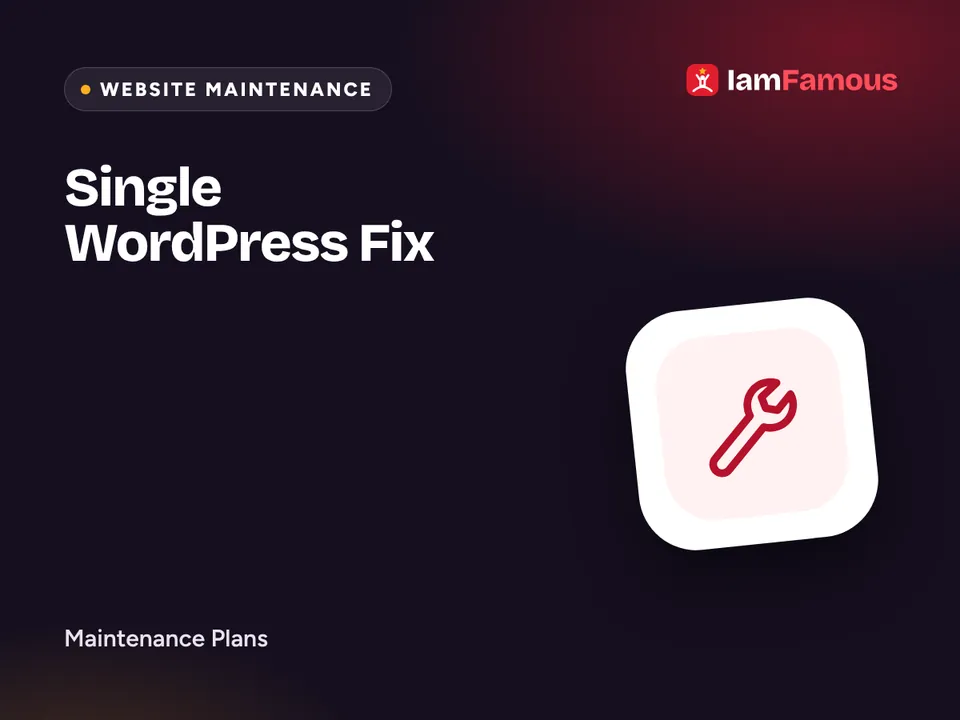 WEBSITE MAINTENANCE
IamFamous
Single
WordPress Fix
Maintenance Plans